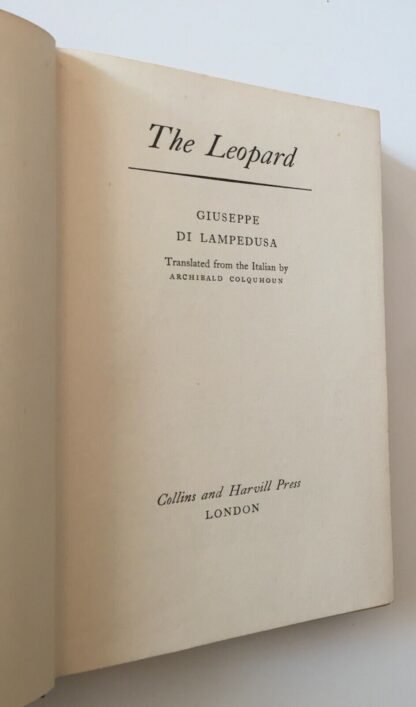 The Leopard
GIUSEPPE
DI LAMPEDUSA
Translated from the Italian by
ARCHIBALD COLQUHOUN
Collins and Harvill Press
LONDON